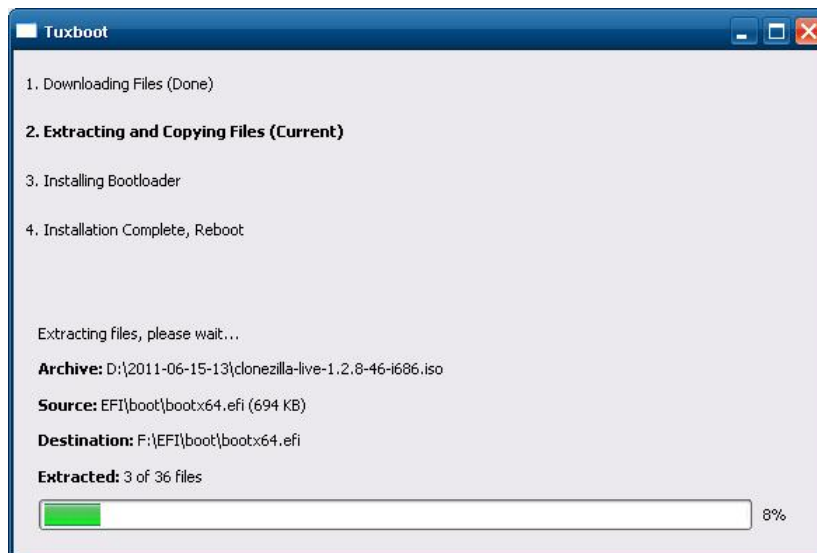 Tuxboot
1. Downloading Files (Done)
2. Extracting and Copying Files (Current)
3. Installing Bootloader
4. Installation Complete, Reboot
Extracting files, please wait...
Archive: D:\2011-06-15-13\clonezilla-live-1.2.8-46-i686.iso
Source: EFI\boot\bootx64.efi (694 KB)
Destination: F:\EFI\boot\bootx64.efi
Extracted: 3 of 36 files
8%